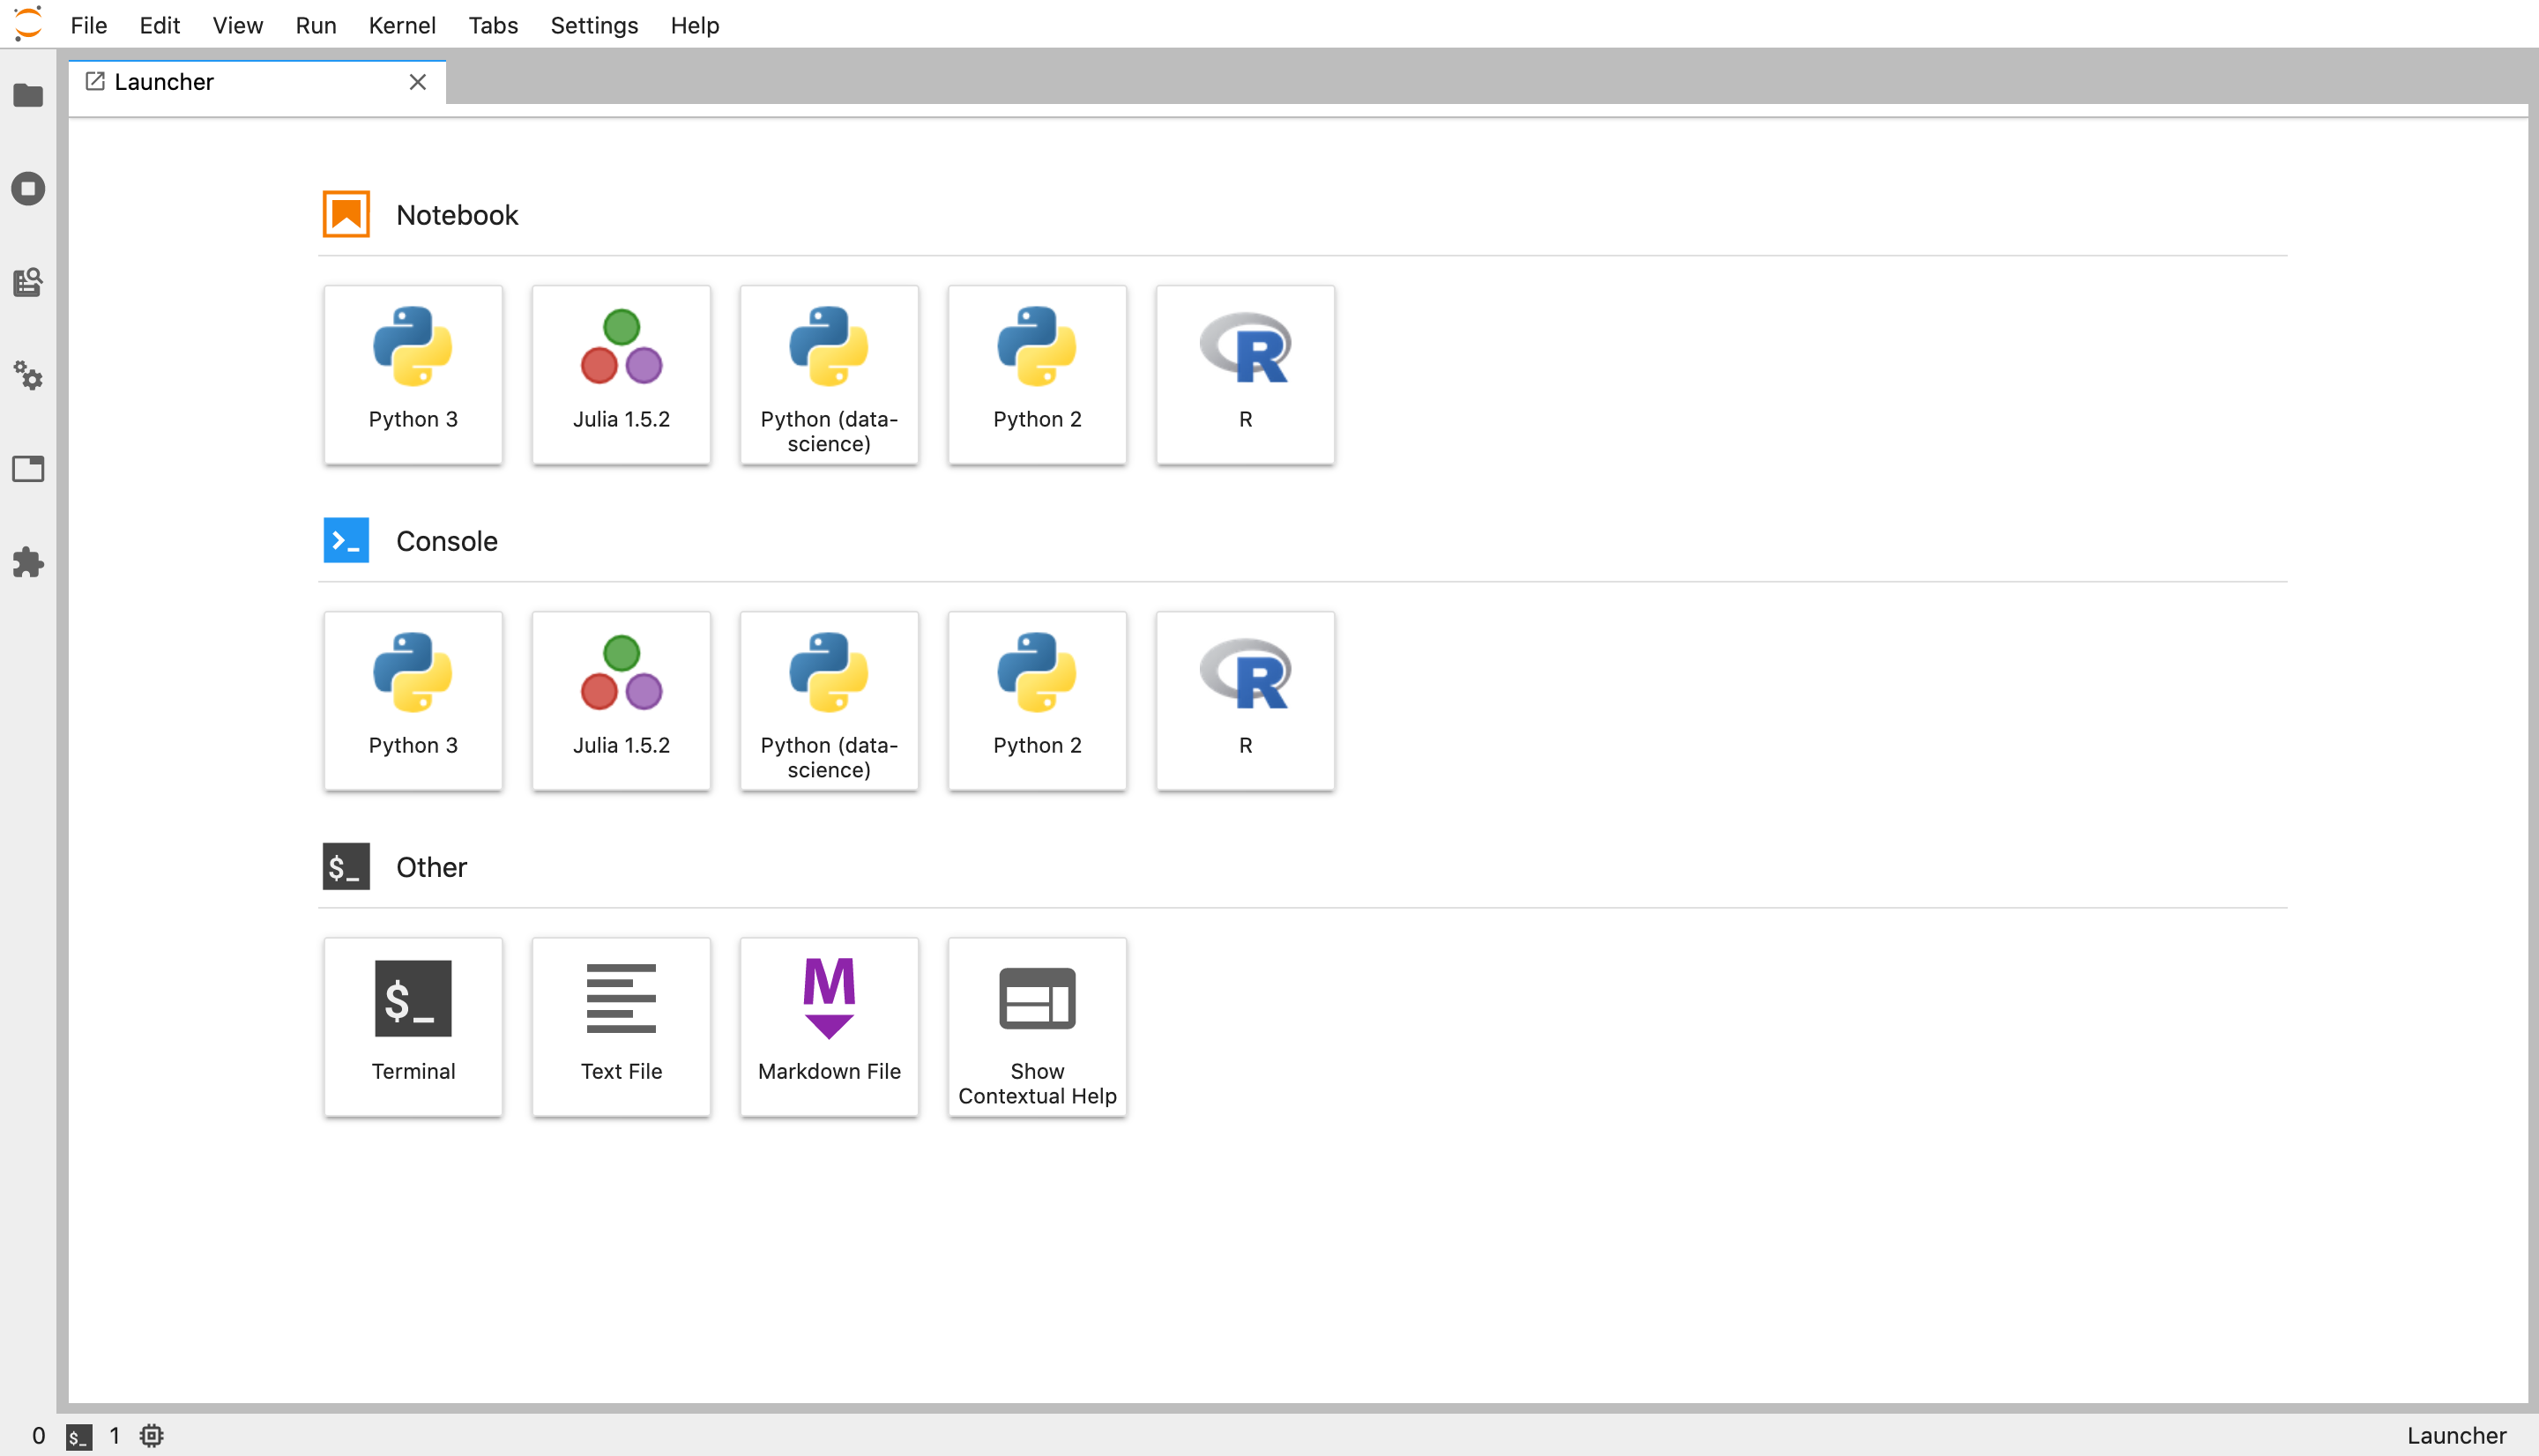 File Edit View Run Kernel Tabs Settings Help
Launcher
Notebook
Python 3
Julia 1.5.2
Python (data-
science)
Python 2
R
Console
Python 3
Julia 1.5.2
Python (data-
science)
Python 2
R
$_ Other
$_
Terminal
Text File
M
Markdown File
Show
Contextual Help
0 $_ 1
Launcher